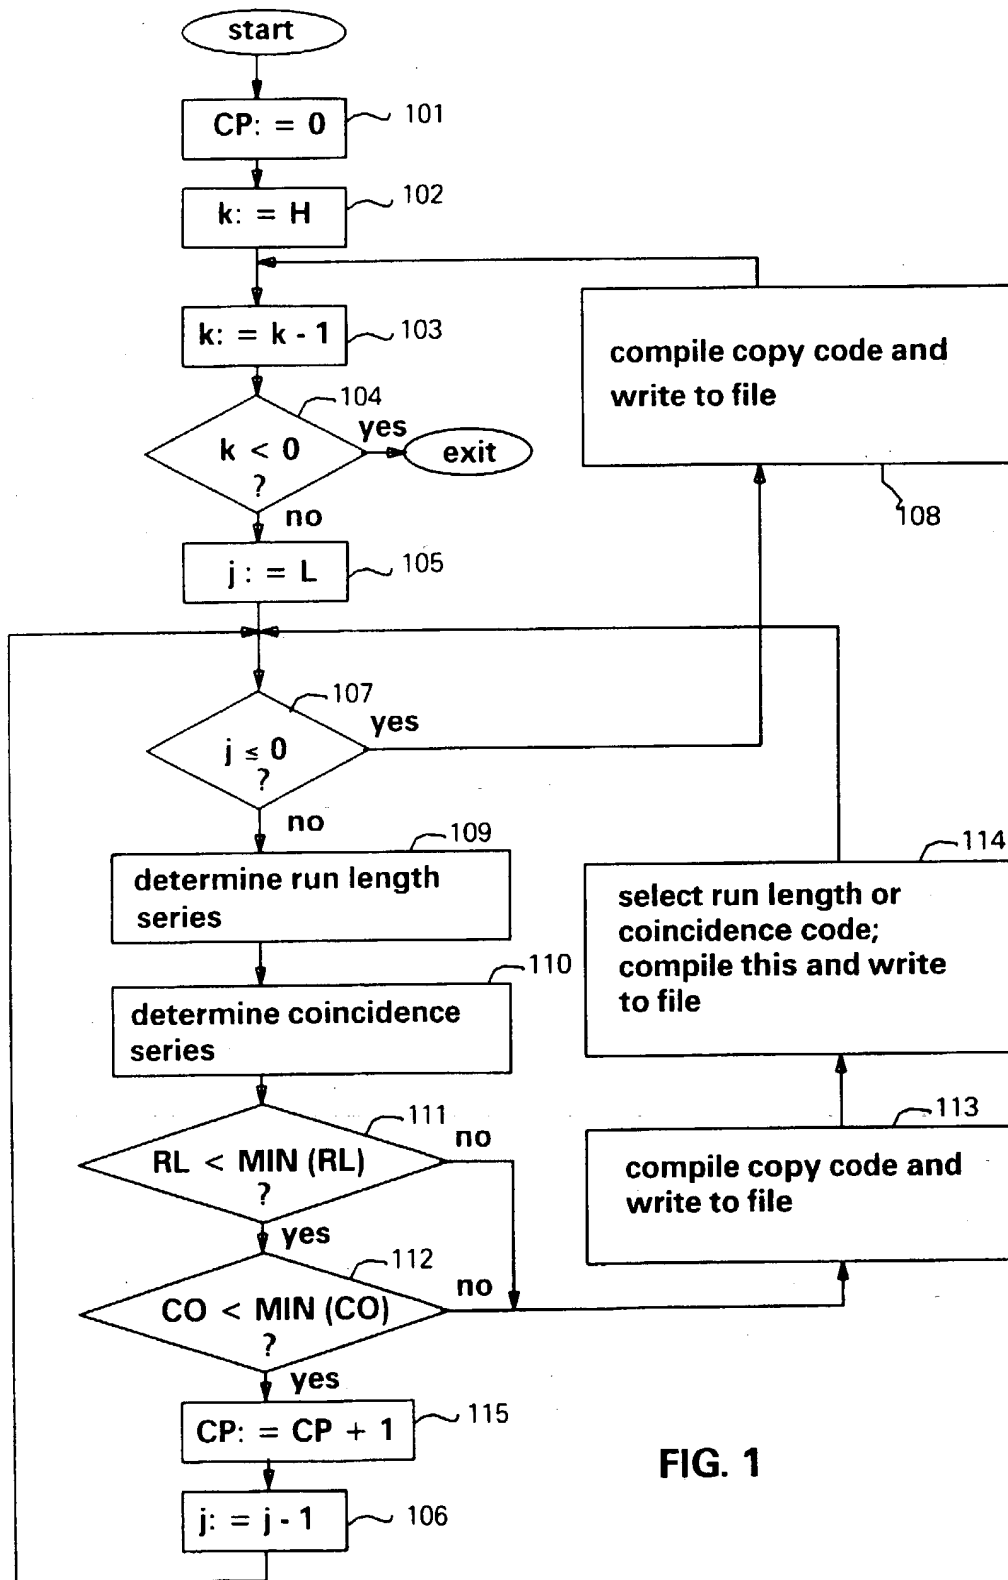 start
CP: = 0
101
k: = H
102
k: = k - 1
103
compile copy code and
write to file
108
104
k < 0
?
yes
exit
no
j : = L
105
107
j ≤ 0
?
yes
no
109
determine run length
series
114
select run length or
coincidence code;
compile this and write
to file
110
determine coincidence
series
111
RL < MIN (RL)
?
no
yes
113
compile copy code and
write to file
112
CO < MIN (CO)
?
no
yes
CP: = CP + 1
115
j: = j - 1
106
FIG. 1